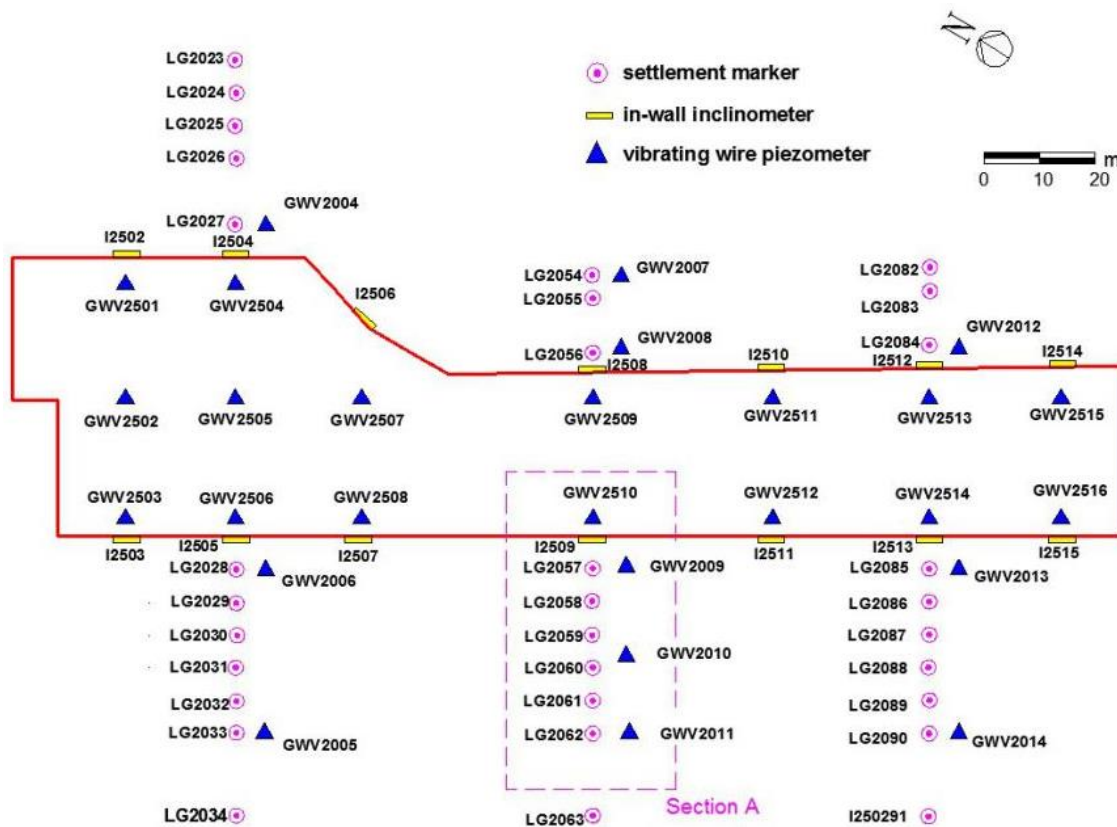 N
LG2023
settlement marker
LG2024
in-wall inclinometer
LG2025
vibrating wire piezometer
LG2026
m
0 10 20
GWV2004
LG2027
I2502
I2504
GWV2501
GWV2504
I2506
LG2054
GWV2007
LG2055
GWV2008
LG2056
I2508
I2510
LG2082
LG2083
GWV2012
LG2084
I2512
I2514
GWV2502
GWV2505
GWV2507
GWV2509
GWV2511
GWV2513
GWV2515
GWV2503
GWV2506
GWV2508
GWV2510
GWV2512
GWV2514
GWV2516
I2503
I2505
I2507
I2509
I2511
I2513
I2515
LG2028
GWV2006
LG2029
LG2030
LG2031
LG2032
LG2033
GWV2005
LG2034
LG2057
GWV2009
LG2058
LG2059
GWV2010
LG2060
LG2061
LG2062
GWV2011
Section A
LG2063
LG2085
GWV2013
LG2086
LG2087
LG2088
LG2089
LG2090
GWV2014
I250291